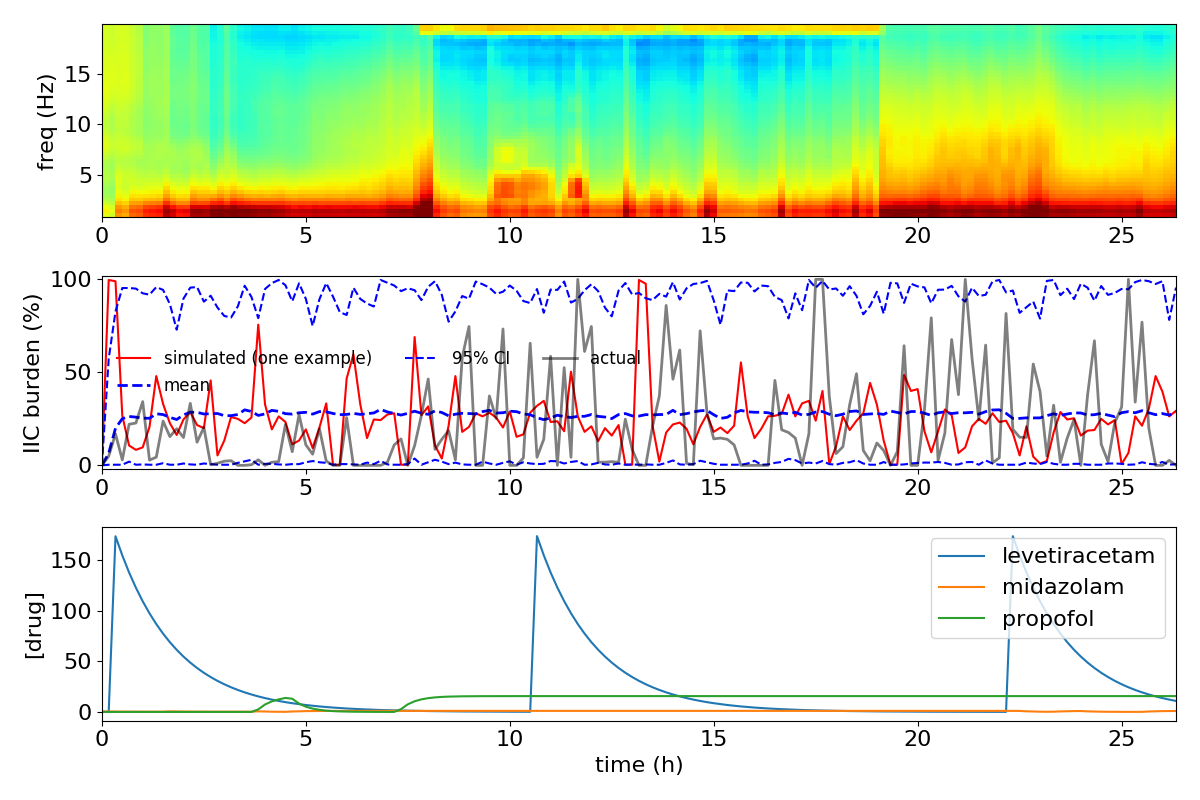 freq (Hz)
15
10
5
0 5 10 15 20 25
IIC burden (%)
100
50
0
simulated (one example) 95% CI actual
mean
0 5 10 15 20 25
[drug]
150
100
50
0
levetiracetam
midazolam
propofol
0 5 10 15 20 25
time (h)